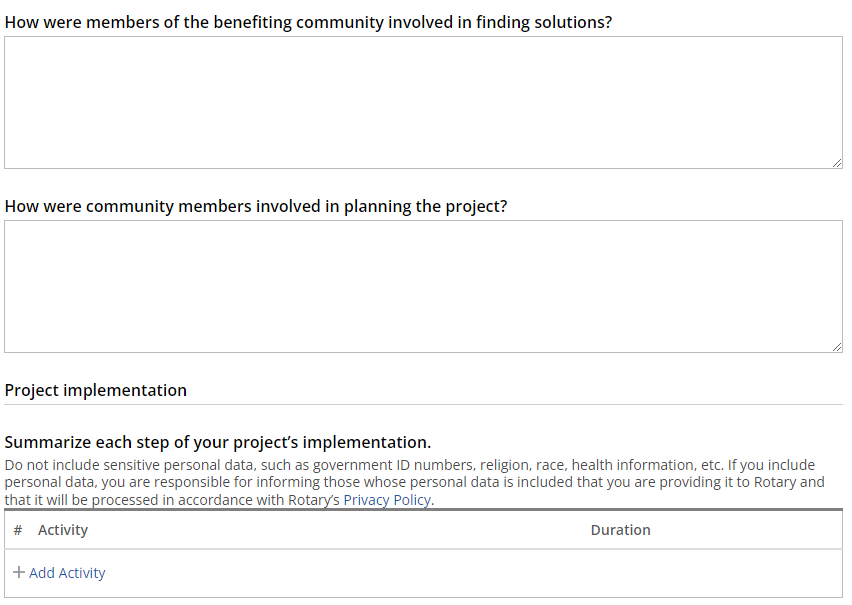 How were members of the benefiting community involved in finding solutions?
How were community members involved in planning the project?
Project implementation
Summarize each step of your project's implementation.
Do not include sensitive personal data, such as government ID numbers, religion, race, health information, etc. If you include
personal data, you are responsible for informing those whose personal data is included that you are providing it to Rotary and
that it will be processed in accordance with Rotary's Privacy Policy.
# Activity Duration
+ Add Activity